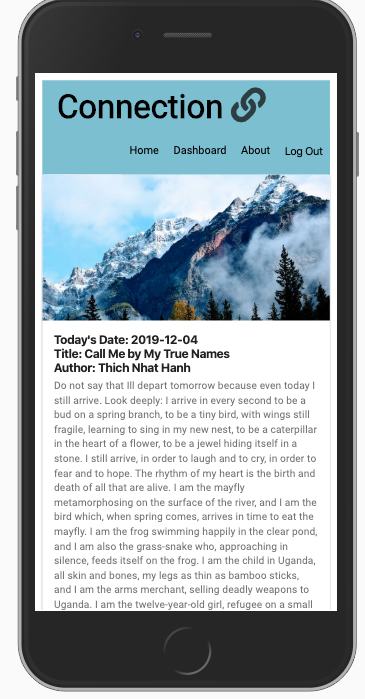 Connection
Home Dashboard About Log Out
Today's Date: 2019-12-04
Title: Call Me by My True Names
Author: Thich Nhat Hanh
Do not say that Ill depart tomorrow because even today I
still arrive. Look deeply: I arrive in every second to be a
bud on a spring branch, to be a tiny bird, with wings still
fragile, learning to sing in my new nest, to be a caterpillar
in the heart of a flower, to be a jewel hiding itself in a
stone. I still arrive, in order to laugh and to cry, in order to
fear and to hope. The rhythm of my heart is the birth and
death of all that are alive. I am the mayfly
metamorphosing on the surface of the river, and I am the
bird which, when spring comes, arrives in time to eat the
mayfly. I am the frog swimming happily in the clear pond,
and I am also the grass-snake who, approaching in
silence, feeds itself on the frog. I am the child in Uganda,
all skin and bones, my legs as thin as bamboo sticks,
and I am the arms merchant, selling deadly weapons to
Uganda. I am the twelve-year-old girl, refugee on a small